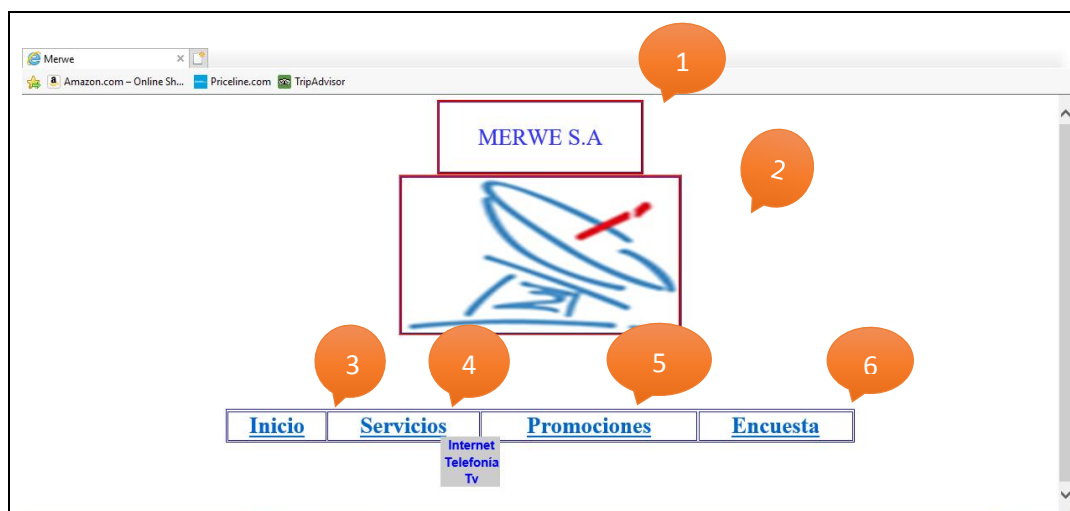 Merwe
Amazon.com – Online Sh... Priceline.com TripAdvisor
1
MERWE S.A
2
3 4 5 6
Inicio Servicios Promociones Encuesta
Internet
Telefonía
Tv